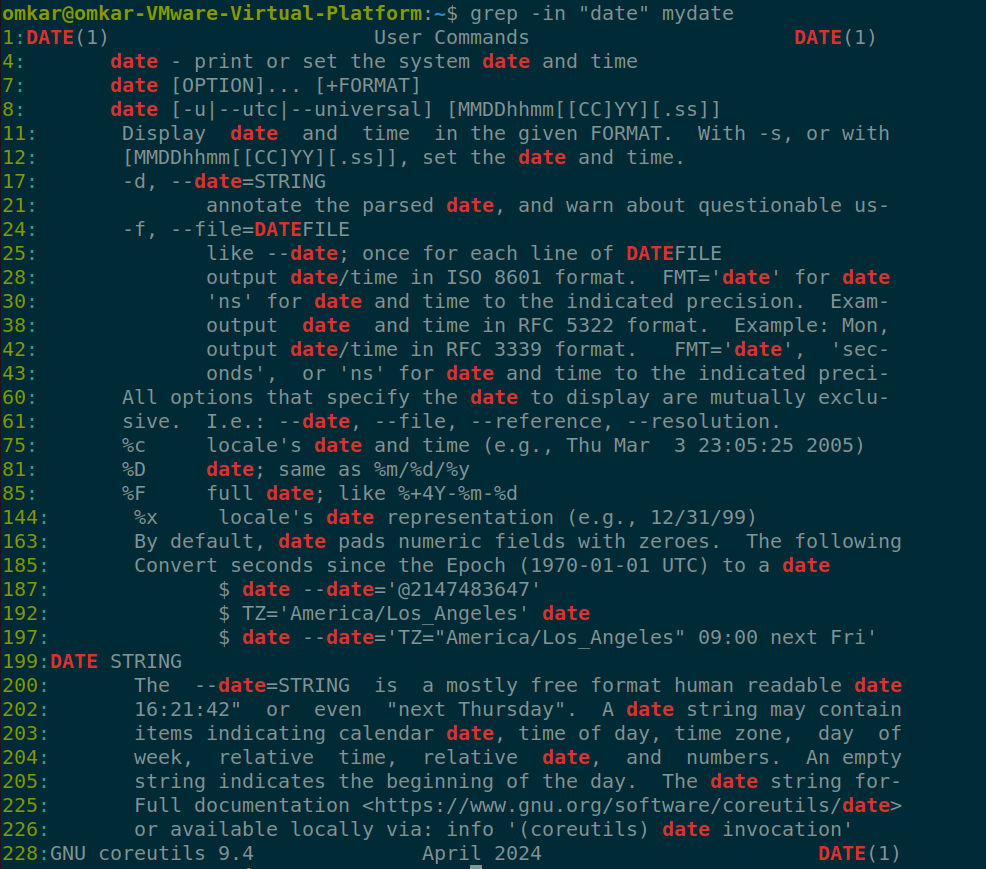 omkar@omkar-VMware-Virtual-Platform:~$ grep -in "date" mydate
1:DATE(1)                      User Commands                      DATE(1)
4:       date - print or set the system date and time
7:       date [OPTION]... [+FORMAT]
8:       date [-u|--utc|--universal] [MMDDhhmm[[CC]YY][.ss]]
11:       Display  date  and  time  in the given FORMAT.  With -s, or with
12:       [MMDDhhmm[[CC]YY][.ss]], set the date and time.
17:       -d, --date=STRING
21:              annotate the parsed date, and warn about questionable us-
24:       -f, --file=DATEFILE
25:              like --date; once for each line of DATEFILE
28:              output date/time in ISO 8601 format.  FMT='date' for date
30:              'ns' for date and time to the indicated precision.  Exam-
38:              output  date  and time in RFC 5322 format.  Example: Mon,
42:              output date/time in RFC 3339 format.   FMT='date',  'sec-
43:              onds',  or 'ns' for date and time to the indicated preci-
60:       All options that specify the date to display are mutually exclu-
61:       sive.  I.e.: --date, --file, --reference, --resolution.
75:       %c     locale's date and time (e.g., Thu Mar  3 23:05:25 2005)
81:       %D     date; same as %m/%d/%y
85:       %F     full date; like %+4Y-%m-%d
144:       %x     locale's date representation (e.g., 12/31/99)
163:       By default, date pads numeric fields with zeroes.  The following
185:       Convert seconds since the Epoch (1970-01-01 UTC) to a date
187:              $ date --date='@2147483647'
192:              $ TZ='America/Los_Angeles' date
197:              $ date --date='TZ="America/Los_Angeles" 09:00 next Fri'
199:DATE STRING
200:       The  --date=STRING  is  a mostly free format human readable date
202:       16:21:42"  or  even  "next Thursday".  A date string may contain
203:       items indicating calendar date, time of day, time zone,  day  of
204:       week,  relative  time,  relative  date,  and  numbers.  An empty
205:       string indicates the beginning of the day.  The date string for-
225:       Full documentation <https://www.gnu.org/software/coreutils/date>
226:       or available locally via: info '(coreutils) date invocation'
228:GNU coreutils 9.4              April 2024                       DATE(1)